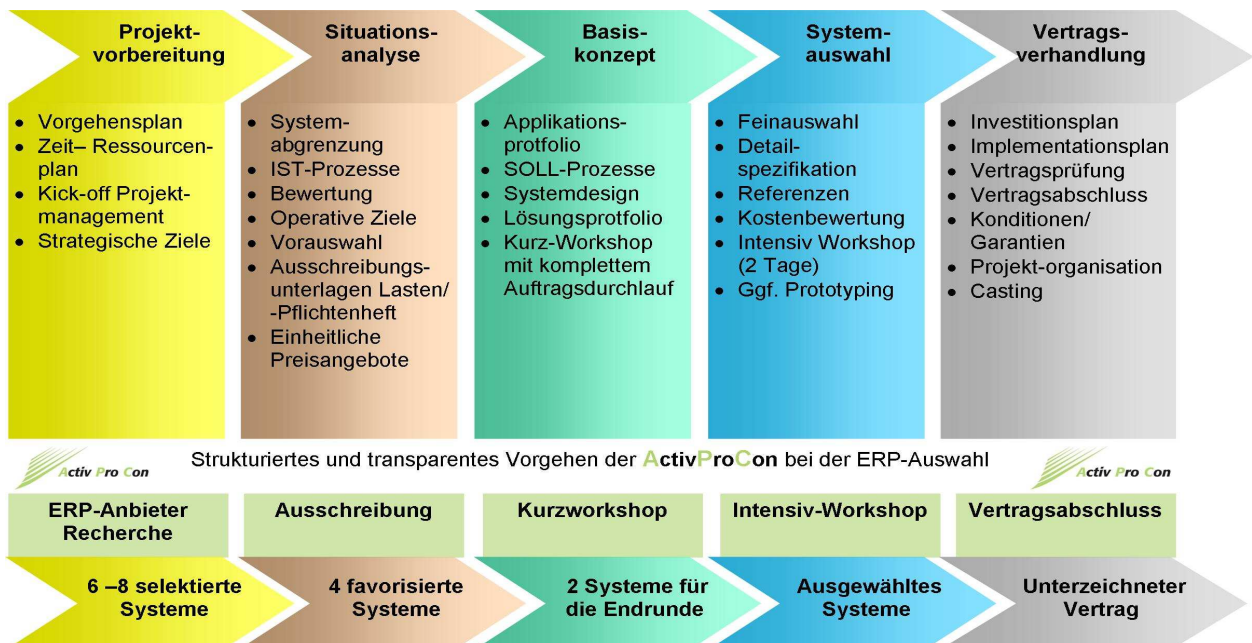 Projekt-
vorbereitung
Situations-
analyse
Basis-
konzept
System-
auswahl
Vertrags-
verhandlung
• Vorgehensplan
• Zeit– Ressourcen-
plan
• Kick-off Projekt-
management
• Strategische Ziele
• System-
abgrenzung
• IST-Prozesse
• Bewertung
• Operative Ziele
• Vorauswahl
• Ausschreibungs-
unterlagen Lasten/
-Pflichtenheft
• Einheitliche
Preisangebote
• Applikations-
protfolio
• SOLL-Prozesse
• Systemdesign
• Lösungsprotfolio
• Kurz-Workshop
mit komplettem
Auftragsdurchlauf
• Feinauswahl
• Detail-
spezifikation
• Referenzen
• Kostenbewertung
• Intensiv Workshop
(2 Tage)
• Ggf. Prototyping
• Investitionsplan
• Implementationsplan
• Vertragsprüfung
• Vertragsabschluss
• Konditionen/
Garantien
• Projekt-organisation
• Casting
Activ Pro Con
Strukturiertes und transparentes Vorgehen der ActivProCon bei der ERP-Auswahl
Activ Pro Con
ERP-Anbieter
Recherche
Ausschreibung
Kurzworkshop
Intensiv-Workshop
Vertragsabschluss
6 –8 selektierte
Systeme
4 favorisierte
Systeme
2 Systeme für
die Endrunde
Ausgewähltes
Systeme
Unterzeichneter
Vertrag